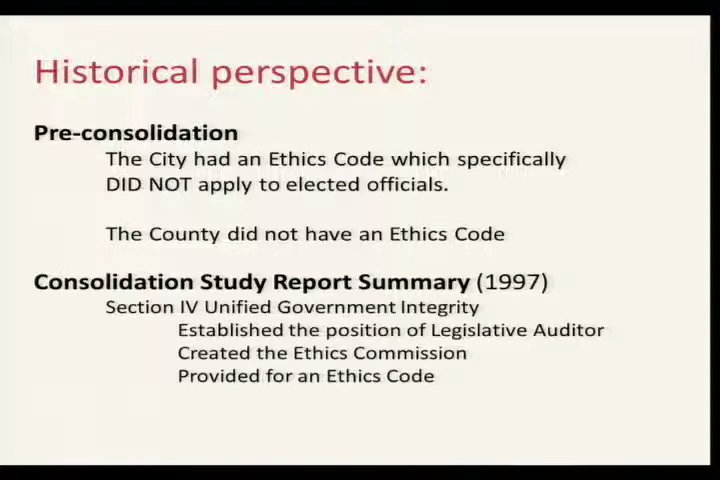 Historical perspective:
Pre-consolidation
The City had an Ethics Code which specifically
DID NOT apply to elected officials.
The County did not have an Ethics Code
Consolidation Study Report Summary (1997)
Section IV Unified Government Integrity
Established the position of Legislative Auditor
Created the Ethics Commission
Provided for an Ethics Code